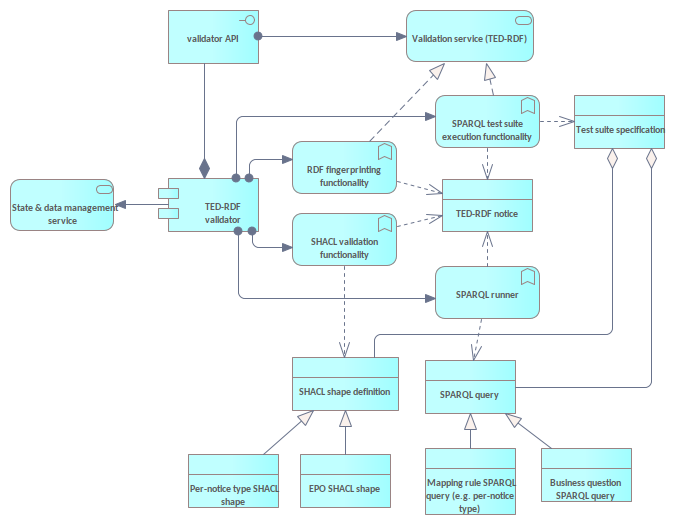 validator API
Validation service (TED-RDF)
SPARQL test suite
execution functionality
Test suite specification
RDF fingerprinting
functionality
State & data management
service
TED-RDF
validator
TED-RDF notice
SHACL valldation
functionality
SPARQL runner
SHACL shape definition
SPARQL query
Per-notice type SHACL
shape
EPO SHACL shape
Mapping rule SPARQL
query (e.g. per-notice
type)
Business question
SPARQL query